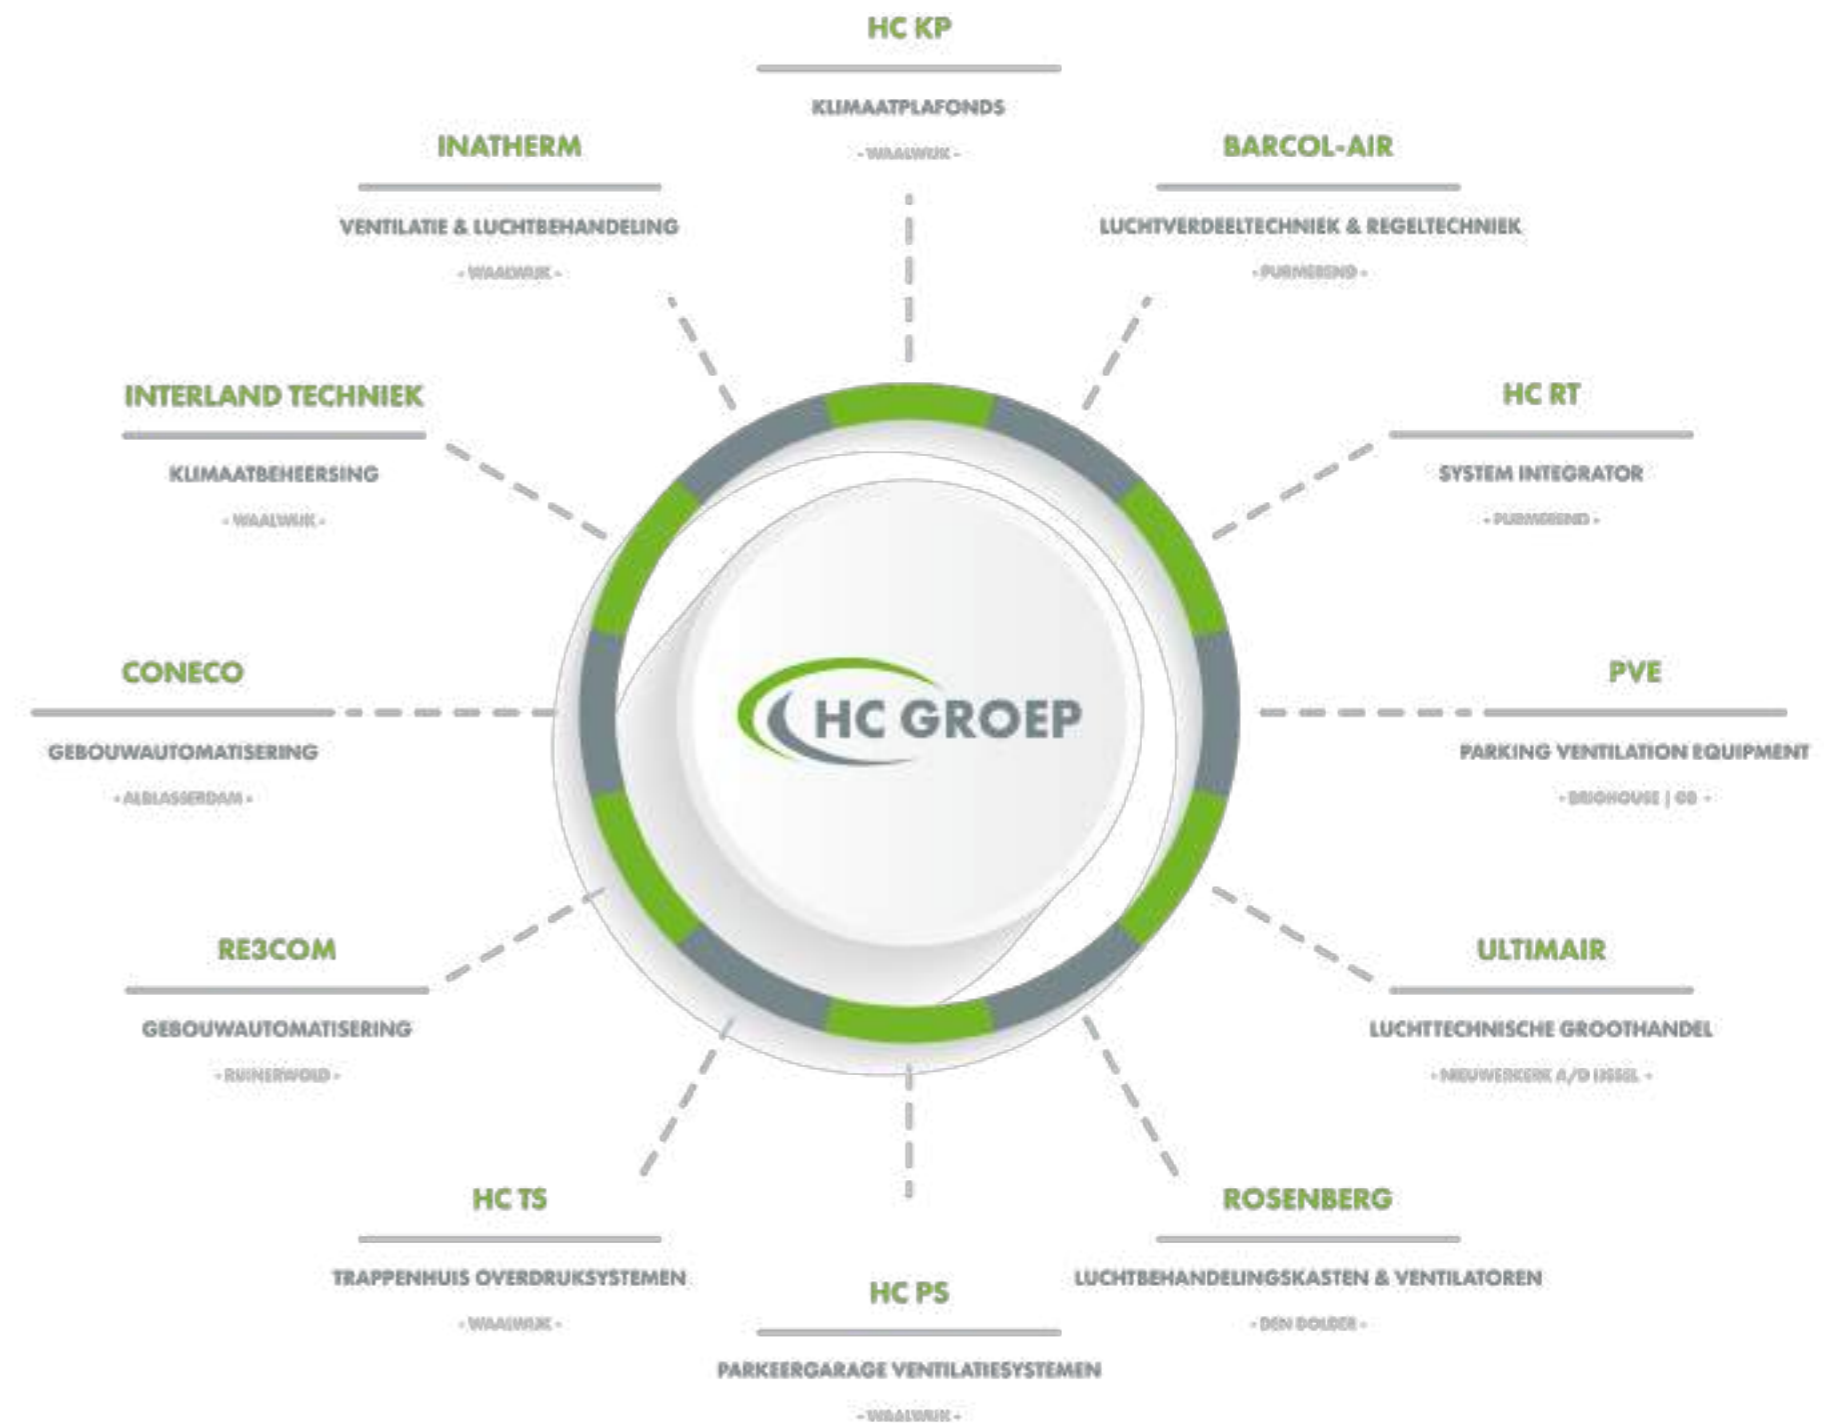 HC KP
KLIMAATPLAFONDS
- WAALWIJK -
INATHERM
VENTILATIE & LUCHTBEHANDELING
- WAALWIJK -
BARCOL-AIR
LUCHTVERDEELTECHNIEK & REGELTECHNIEK
- PURMEREND -
INTERLAND TECHNIEK
KLIMAATBEHEERSING
- WAALWIJK -
HC RT
SYSTEM INTEGRATOR
- PURMEREND -
CONECO
GEBOUWAUTOMATISERING
- ALBLASSERDAM -
HC GROEP
PVE
PARKING VENTILATION EQUIPMENT
- BRIGHOUSE | GB -
RE3COM
GEBOUWAUTOMATISERING
- RUINERWOLD -
ULTIMAIR
LUCHTTECHNISCHE GROOTHANDEL
- NIEUWERKERK A/D IJSSEL -
HC TS
TRAPPENHUIS OVERDRUKSYSTEMEN
- WAALWIJK -
HC PS
PARKEERGARAGE VENTILATIESYSTEMEN
- WAALWIJK -
ROSENBERG
LUCHTBEHANDELINGSKASTEN & VENTILATOREN
- DEN DOLDER -